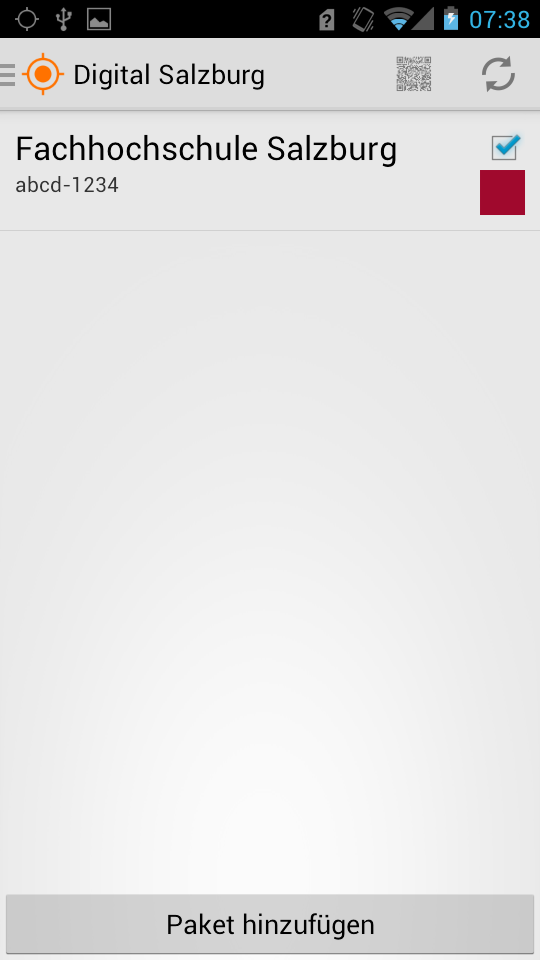 07:38
Digital Salzburg
Fachhochschule Salzburg
abcd-1234
Paket hinzufügen